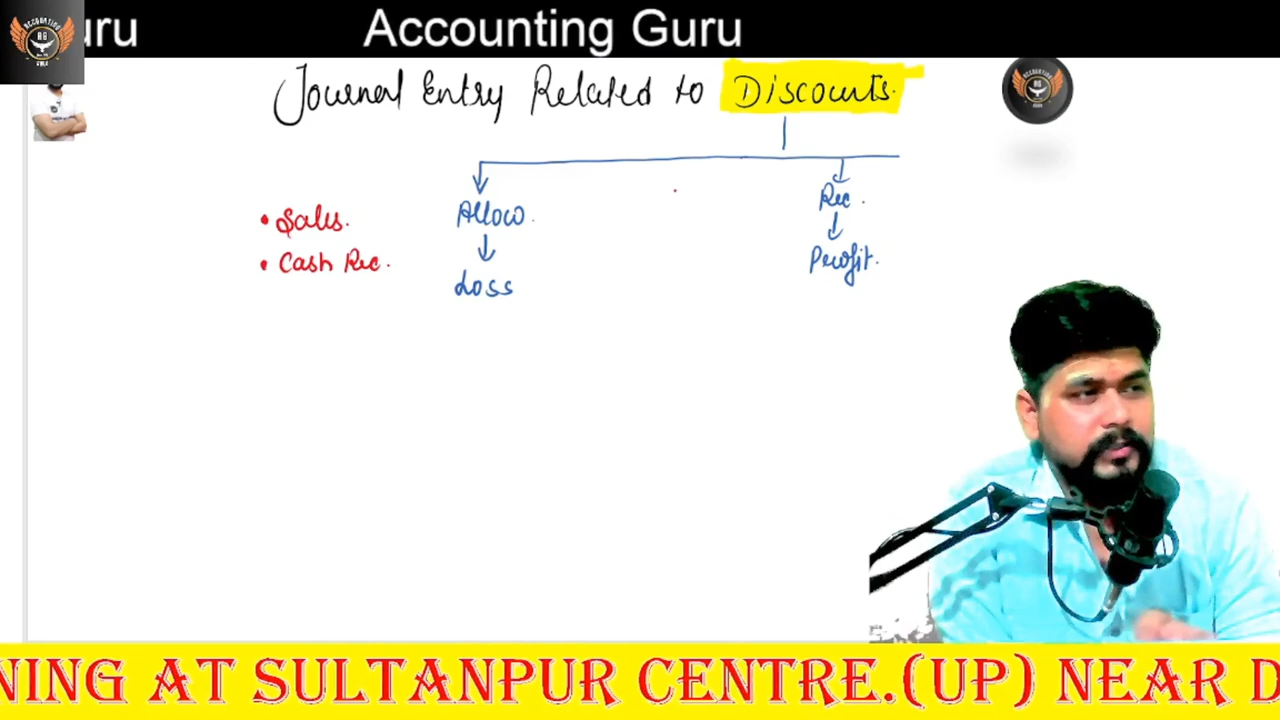 uru
Accounting Guru
Journal Entry Related to Discounts.
Allow.
Rec.
• Sales.
• Cash Rec.
Loss
Profit.
NING AT SULTANPUR CENTRE.(UP) NEAR D